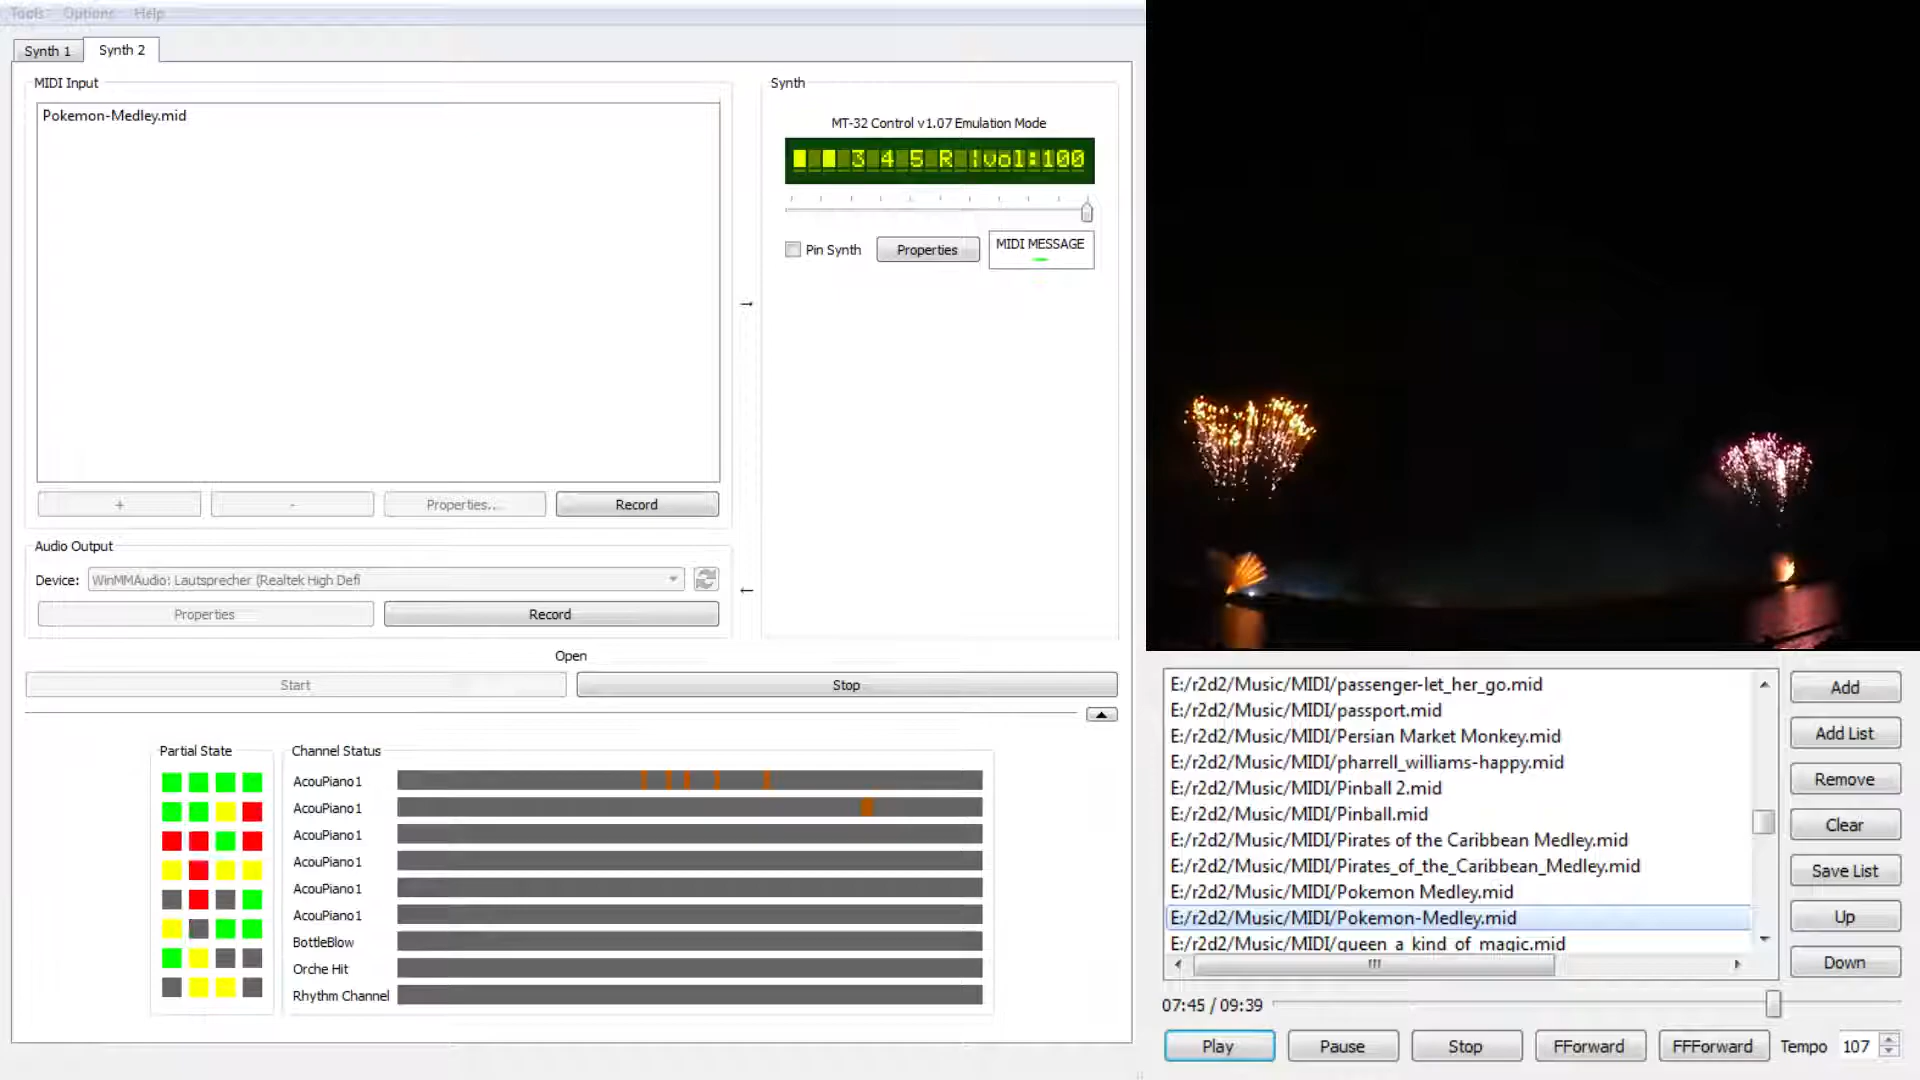 Tools Options Help
Synth 1 Synth 2
MIDI Input
Pokemon-Medley.mid
+ - Properties... Record
Audio Output
Device: WinMMAudio: Lautsprecher (Realtek High Defi
Properties Record
Synth
MT-32 Control v1.07 Emulation Mode
3 4 5 R |vol:100
Pin Synth Properties MIDI MESSAGE
Open
Start Stop
Partial State Channel Status
AcouPiano1
AcouPiano1
AcouPiano1
AcouPiano1
AcouPiano1
AcouPiano1
BottleBlow
Orche Hit
Rhythm Channel
E:/r2d2/Music/MIDI/passenger-let_her_go.mid
E:/r2d2/Music/MIDI/passport.mid
E:/r2d2/Music/MIDI/Persian Market Monkey.mid
E:/r2d2/Music/MIDI/pharrell_williams-happy.mid
E:/r2d2/Music/MIDI/Pinball 2.mid
E:/r2d2/Music/MIDI/Pinball.mid
E:/r2d2/Music/MIDI/Pirates of the Caribbean Medley.mid
E:/r2d2/Music/MIDI/Pirates_of_the_Caribbean_Medley.mid
E:/r2d2/Music/MIDI/Pokemon Medley.mid
E:/r2d2/Music/MIDI/Pokemon-Medley.mid
E:/r2d2/Music/MIDI/queen_a_kind_of_magic.mid
Add
Add List
Remove
Clear
Save List
Up
Down
07:45 / 09:39
Play Pause Stop FForward FFForward Tempo 107